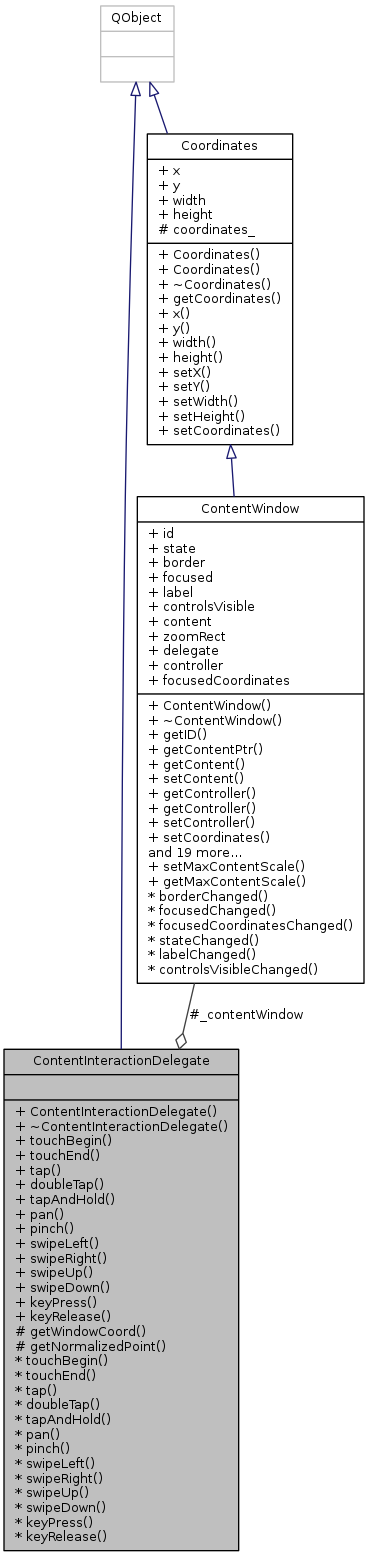 QObject
Coordinates
+ x
+ y
+ width
+ height
# coordinates_
+ Coordinates()
+ Coordinates()
+ ~Coordinates()
+ getCoordinates()
+ x()
+ y()
+ width()
+ height()
+ setX()
+ setY()
+ setWidth()
+ setHeight()
+ setCoordinates()
ContentWindow
+ id
+ state
+ border
+ focused
+ label
+ controlsVisible
+ content
+ zoomRect
+ delegate
+ controller
+ focusedCoordinates
+ ContentWindow()
+ ~ContentWindow()
+ getID()
+ getContentPtr()
+ getContent()
+ setContent()
+ getController()
+ getController()
+ setController()
+ setCoordinates()
and 19 more...
+ setMaxContentScale()
+ getMaxContentScale()
* borderChanged()
* focusedChanged()
* focusedCoordinatesChanged()
* stateChanged()
* labelChanged()
* controlsVisibleChanged()
#_contentWindow
ContentInteractionDelegate
+ ContentInteractionDelegate()
+ ~ContentInteractionDelegate()
+ touchBegin()
+ touchEnd()
+ tap()
+ doubleTap()
+ tapAndHold()
+ pan()
+ pinch()
+ swipeLeft()
+ swipeRight()
+ swipeUp()
+ swipeDown()
+ keyPress()
+ keyRelease()
# getWindowCoord()
# getNormalizedPoint()
* touchBegin()
* touchEnd()
* tap()
* doubleTap()
* tapAndHold()
* pan()
* pinch()
* swipeLeft()
* swipeRight()
* swipeUp()
* swipeDown()
* keyPress()
* keyRelease()